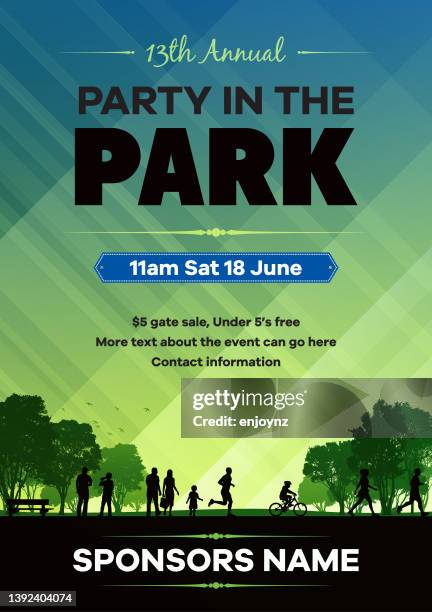 13th Annual
PARTY IN THE
PARK
11am Sat 18 June
$5 gate sale, Under 5's free
More text about the event can go here
Contact information
gettyimages
Credit: enjoynz
SPONSORS NAME
1392404074